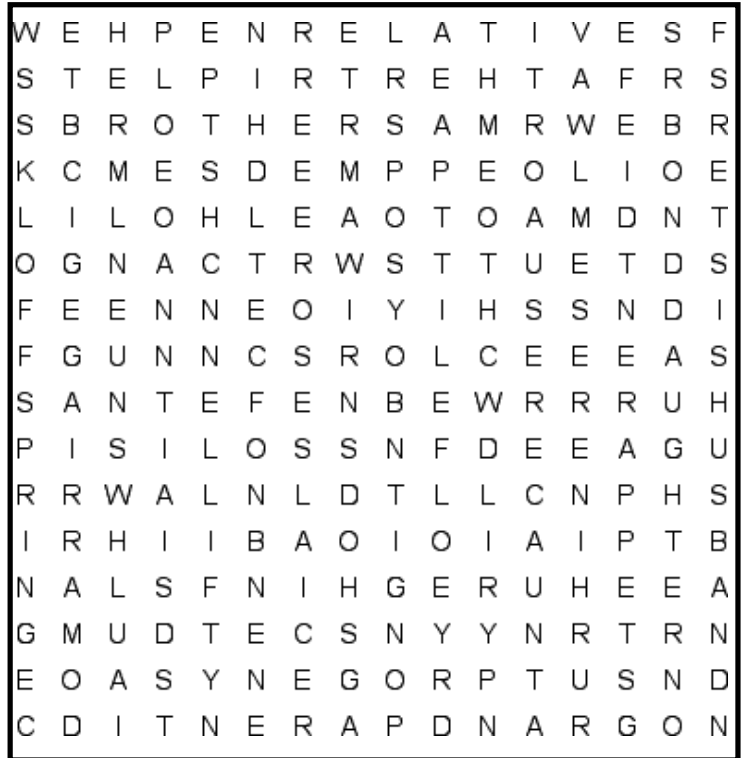 W E H P E N R E L A T I V E S F
S T E L P I R T R E H T A F R S
S B R O T H E R S A M R W E B R
K C M E S D E M P P E O L I O E
L I L O H L E A O T O A M D N T
O G N A C T R W S T T U E T D S
F E E N N E O I Y I H S S N D I
F G U N N C S R O L C E E E A S
S A N T E F E N B E W R R R U H
P I S I L O S S N F D E E A G U
R R W A L N L D T L L C N P H S
I R H I I B A O I O I A I P T B
N A L S F N I H G E R U H E E A
G M U D T E C S N Y Y N R T R N
E O A S Y N E G O R P T U S N D
C D I T N E R A P D N A R G O N